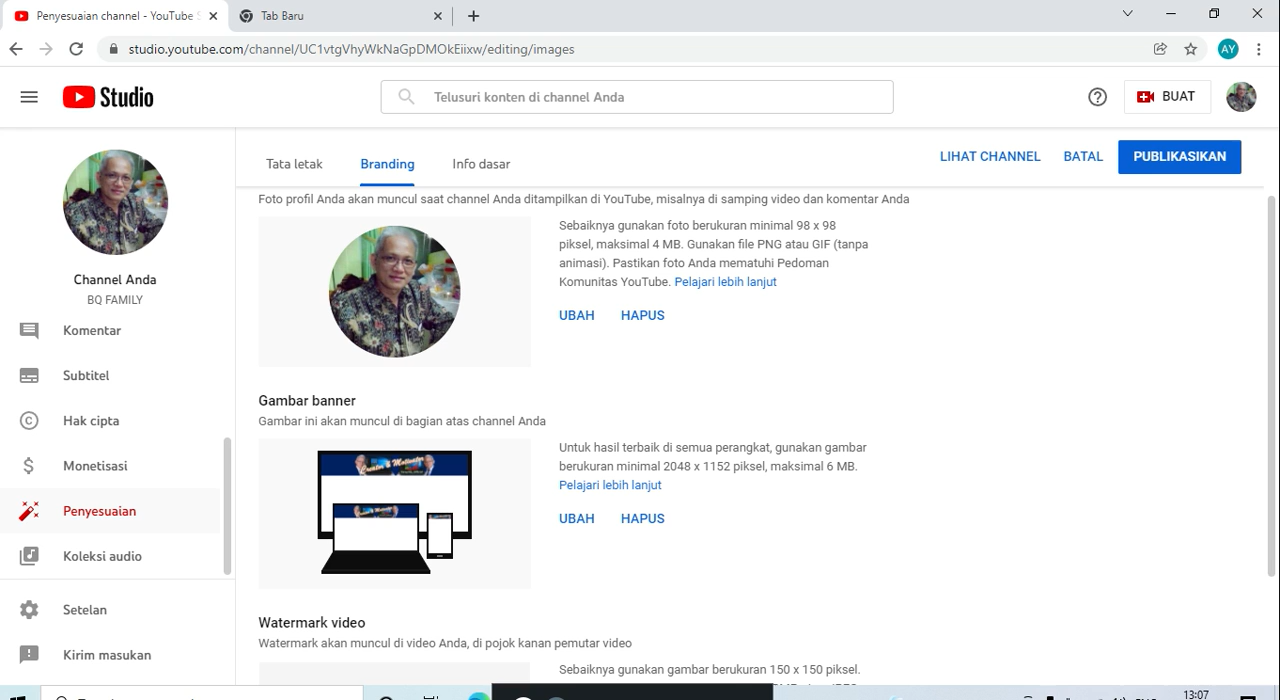 Penyesuaian channel - YouTube S
Tab Baru
studio.youtube.com/channel/UC1vtgVhyWkNaGpDMOkEiixw/editing/images
AY
Studio
Telusuri konten di channel Anda
BUAT
Tata letak
Branding
Info dasar
LIHAT CHANNEL
BATAL
PUBLIKASIKAN
Channel Anda
BQ FAMILY
Komentar
Subtitel
Hak cipta
Monetisasi
Penyesuaian
Koleksi audio
Setelan
Kirim masukan
Foto profil Anda akan muncul saat channel Anda ditampilkan di YouTube, misalnya di samping video dan komentar Anda
Sebaiknya gunakan foto berukuran minimal 98 x 98
piksel, maksimal 4 MB. Gunakan file PNG atau GIF (tanpa
animasi). Pastikan foto Anda mematuhi Pedoman
Komunitas YouTube. Pelajari lebih lanjut
UBAH
HAPUS
Gambar banner
Gambar ini akan muncul di bagian atas channel Anda
Creator & Motivator
Untuk hasil terbaik di semua perangkat, gunakan gambar
berukuran minimal 2048 x 1152 piksel, maksimal 6 MB.
Pelajari lebih lanjut
UBAH
HAPUS
Watermark video
Watermark akan muncul di video Anda, di pojok kanan pemutar video
Sebaiknya gunakan gambar berukuran 150 x 150 piksel.
13:07